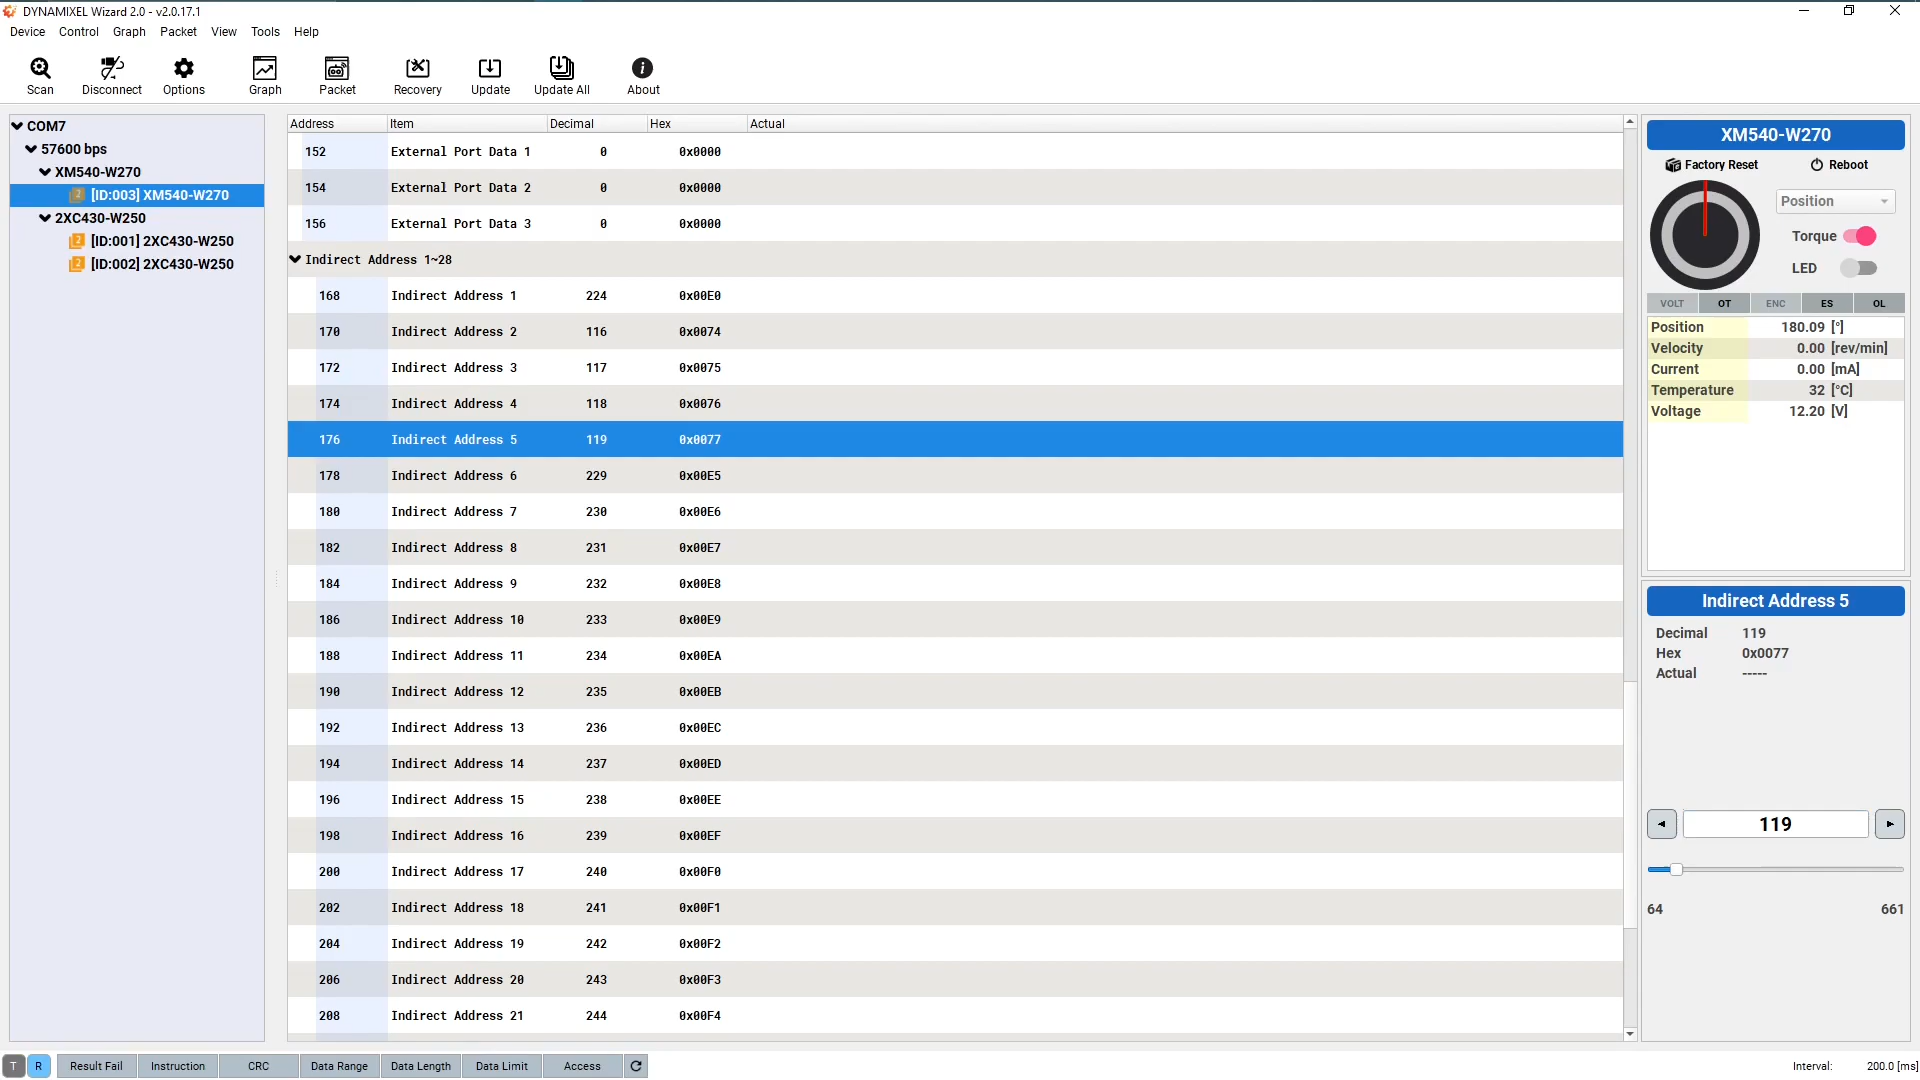 DYNAMIXEL Wizard 2.0 - v2.0.17.1
Device Control Graph Packet View Tools Help
Scan Disconnect Options Graph Packet Recovery Update Update All About
COM7
57600 bps
XM540-W270
[ID:003] XM540-W270
2XC430-W250
[ID:001] 2XC430-W250
[ID:002] 2XC430-W250
Address Item Decimal Hex Actual
152 External Port Data 1 0 0x0000
154 External Port Data 2 0 0x0000
156 External Port Data 3 0 0x0000
Indirect Address 1~28
168 Indirect Address 1 224 0x00E0
170 Indirect Address 2 116 0x0074
172 Indirect Address 3 117 0x0075
174 Indirect Address 4 118 0x0076
176 Indirect Address 5 119 0x0077
178 Indirect Address 6 229 0x00E5
180 Indirect Address 7 230 0x00E6
182 Indirect Address 8 231 0x00E7
184 Indirect Address 9 232 0x00E8
186 Indirect Address 10 233 0x00E9
188 Indirect Address 11 234 0x00EA
190 Indirect Address 12 235 0x00EB
192 Indirect Address 13 236 0x00EC
194 Indirect Address 14 237 0x00ED
196 Indirect Address 15 238 0x00EE
198 Indirect Address 16 239 0x00EF
200 Indirect Address 17 240 0x00F0
202 Indirect Address 18 241 0x00F1
204 Indirect Address 19 242 0x00F2
206 Indirect Address 20 243 0x00F3
208 Indirect Address 21 244 0x00F4
XM540-W270
Factory Reset Reboot
Position
Torque
LED
VOLT OT ENC ES OL
Position 180.09 [°]
Velocity 0.00 [rev/min]
Current 0.00 [mA]
Temperature 32 [°C]
Voltage 12.20 [V]
Indirect Address 5
Decimal 119
Hex 0x0077
Actual -----
119
64 661
T R Result Fail Instruction CRC Data Range Data Length Data Limit Access Interval: 200.0 [ms]